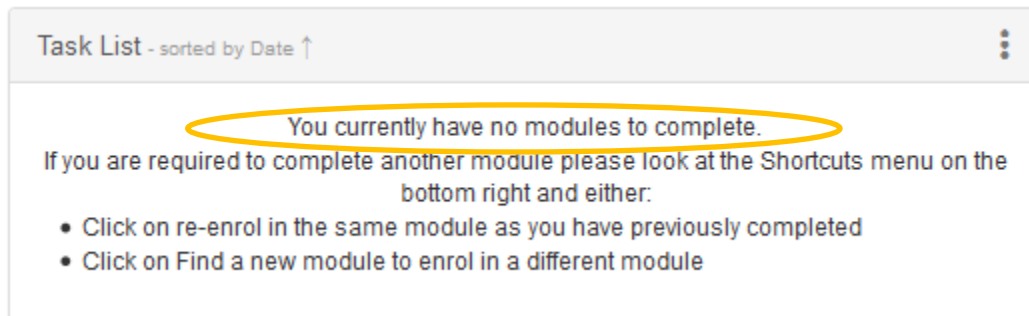 Task List - sorted by Date ↑
You currently have no modules to complete.
If you are required to complete another module please look at the Shortcuts menu on the
bottom right and either:
• Click on re-enrol in the same module as you have previously completed
• Click on Find a new module to enrol in a different module